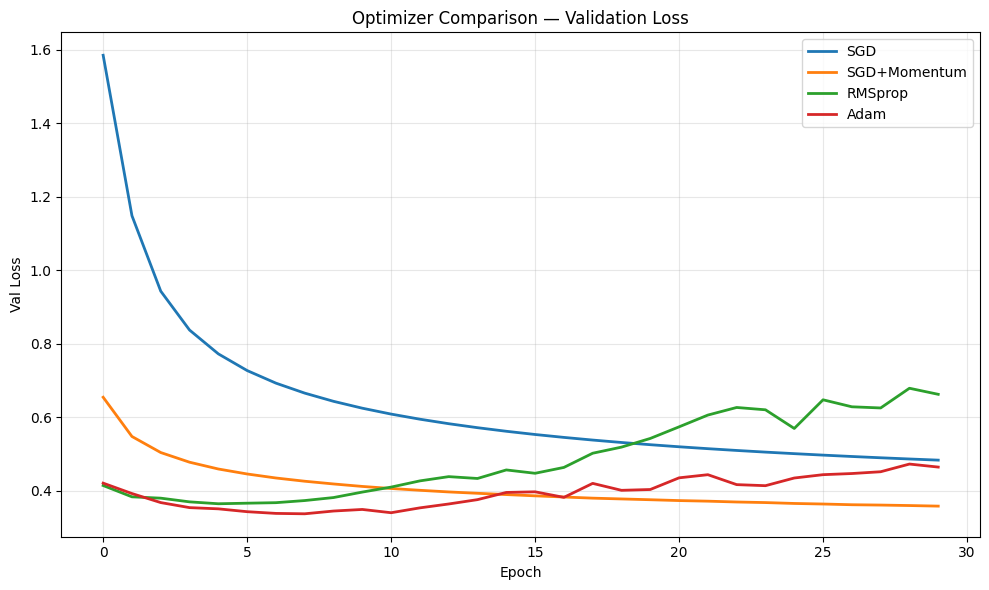 Optimizer Comparison — Validation Loss
SGD
SGD+Momentum
RMSprop
Adam
Val Loss
1.6
1.4
1.2
1.0
0.8
0.6
0.4
0
5
10
15
20
25
30
Epoch